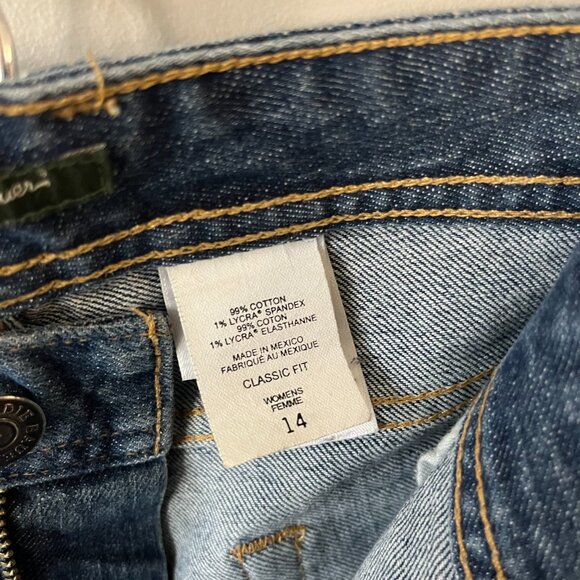 99% COTTON
1% LYCRA® SPANDEX
99% COTON
1% LYCRA® ELASTHANNE
MADE IN MEXICO
FABRIQUÉ AU MEXIQUE
CLASSIC FIT
WOMENS
FEMME
14